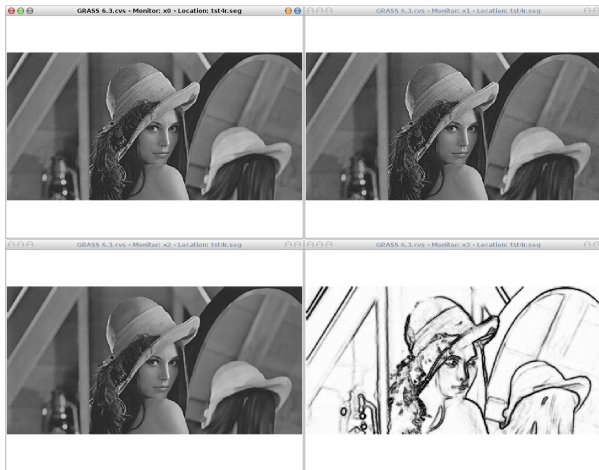 GRASS 6.3.cvs - Monitor: x0 - Location: tst4r.seg
GRASS 6.3.cvs - Monitor: x1 - Location: tst4r.seg
GRASS 6.3.cvs - Monitor: x2 - Location: tst4r.seg
GRASS 6.3.cvs - Monitor: x3 - Location: tst4r.seg